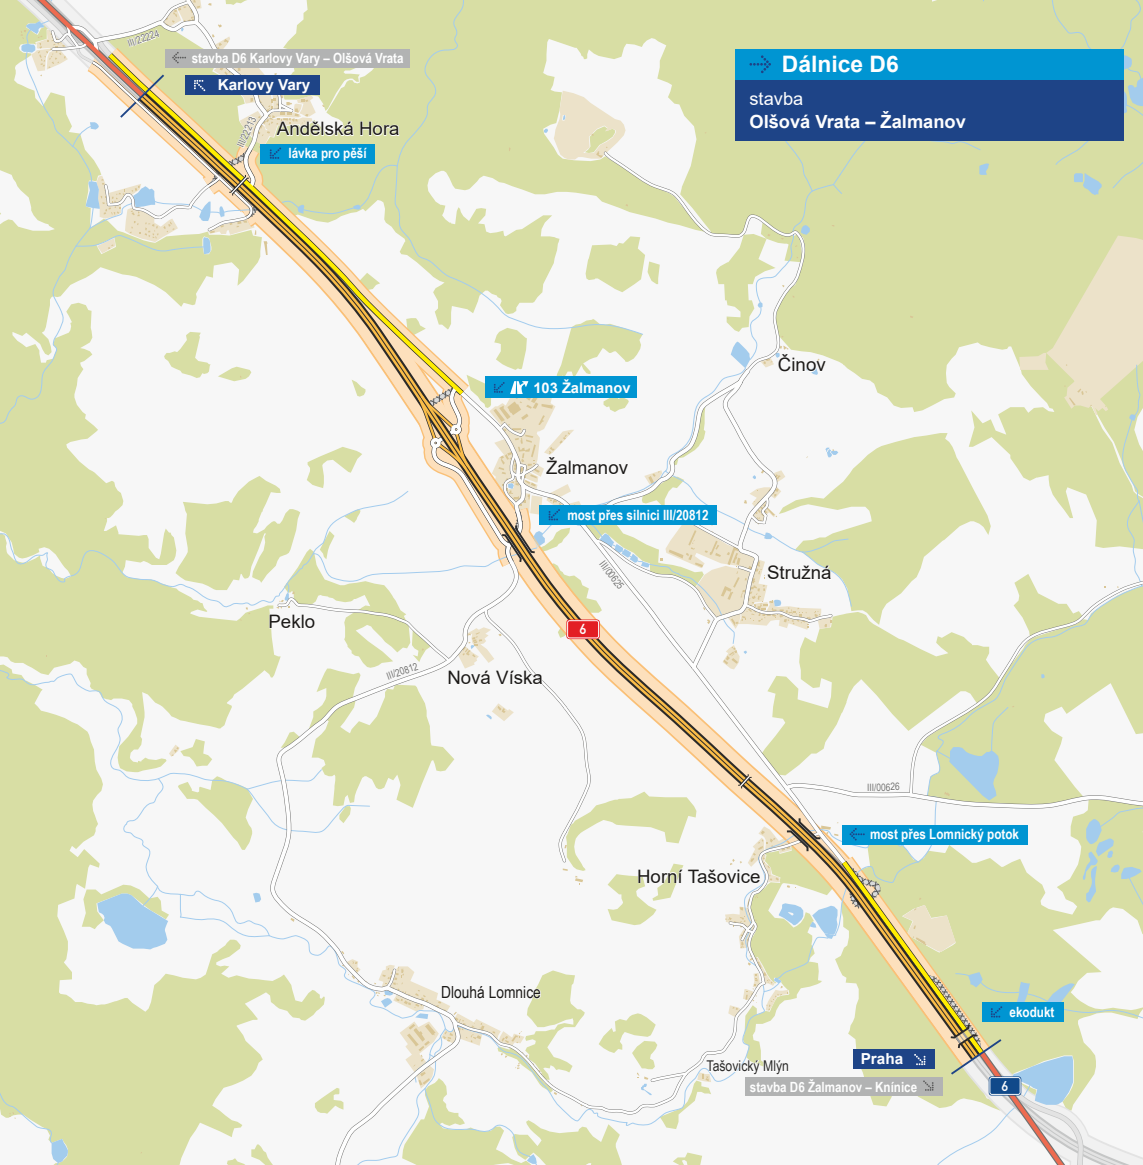 III/22224
stavba D6 Karlovy Vary – Olšová Vrata
Karlovy Vary
Dálnice D6
stavba
Olšová Vrata – Žalmanov
III/22213
Andělská Hora
lávka pro pěší
Činov
103 Žalmanov
Žalmanov
most přes silnici III/20812
III/00625
Stružná
Peklo
6
III/20812
Nová Víska
III/00626
most přes Lomnický potok
Horní Tašovice
Dlouhá Lomnice
ekodukt
Praha
Tašovický Mlýn
stavba D6 Žalmanov – Knínice
6